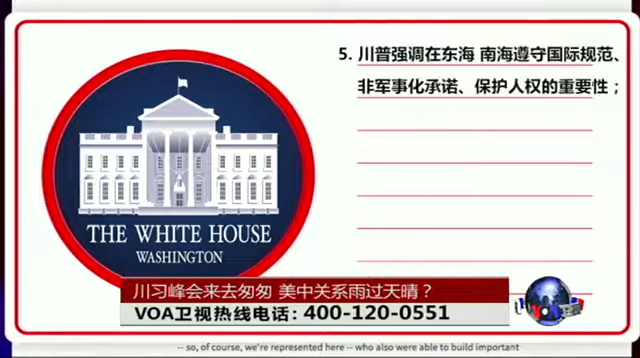 5. 川普强调在东海 南海遵守国际规范、
非军事化承诺、保护人权的重要性；
THE WHITE HOUSE
WASHINGTON
川习峰会来去匆匆 美中关系雨过天晴？
VOA卫视热线电话：400-120-0551
VOA
-- so, of course, we're represented here -- who also were able to build important